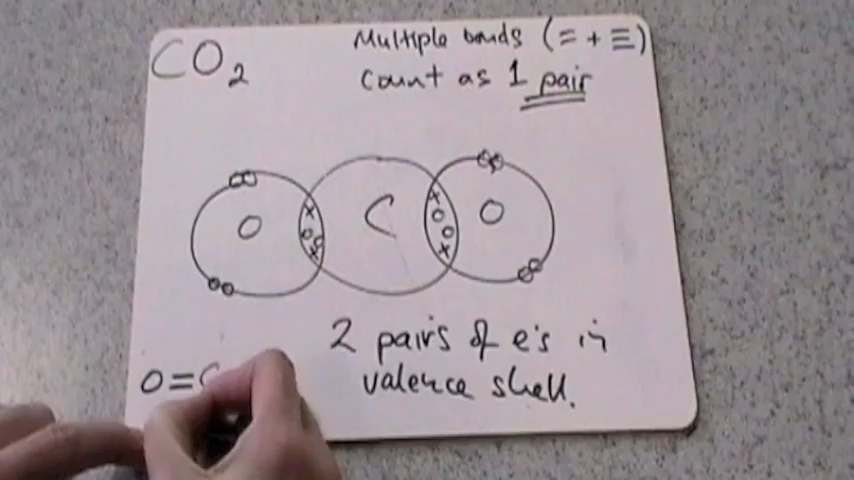 CO2
Multiple bonds (= + ≡)
count as 1 pair
O C O
2 pairs of e's in
valence shell.
O=C